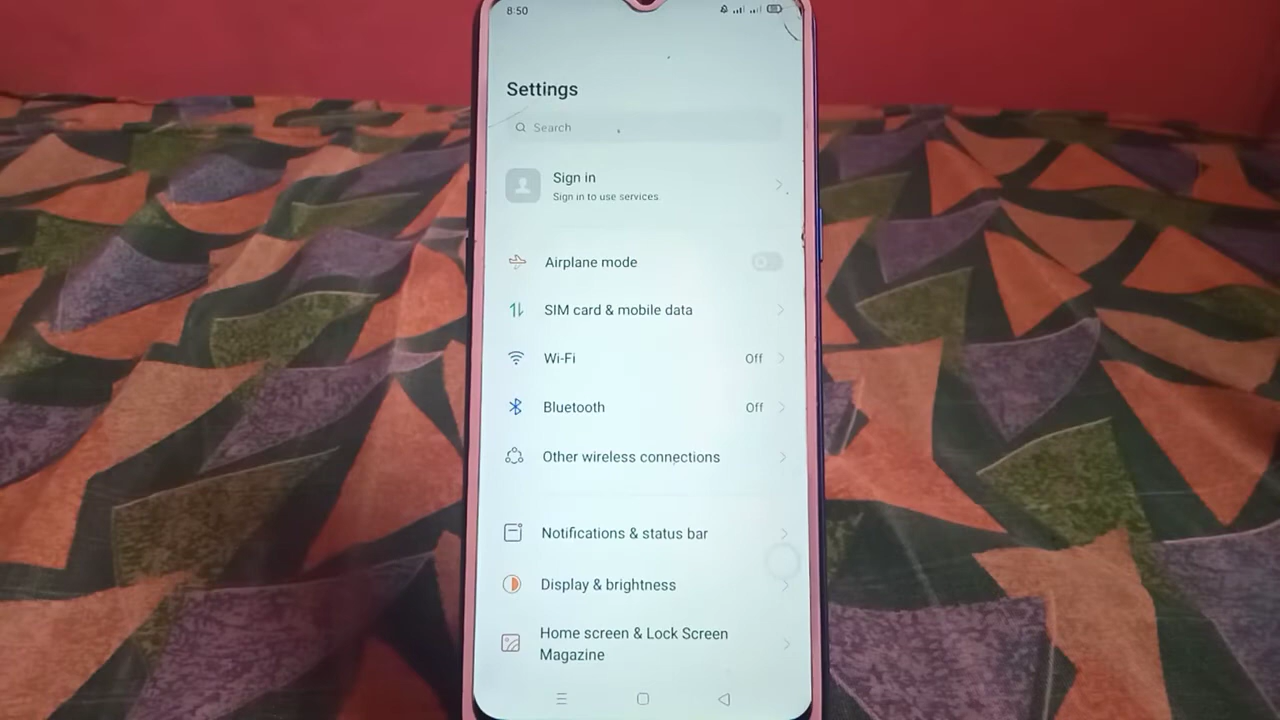 8:50
Settings
Search
Sign in
Sign in to use services
Airplane mode
SIM card & mobile data
Wi-Fi Off
Bluetooth Off
Other wireless connections
Notifications & status bar
Display & brightness
Home screen & Lock Screen
Magazine